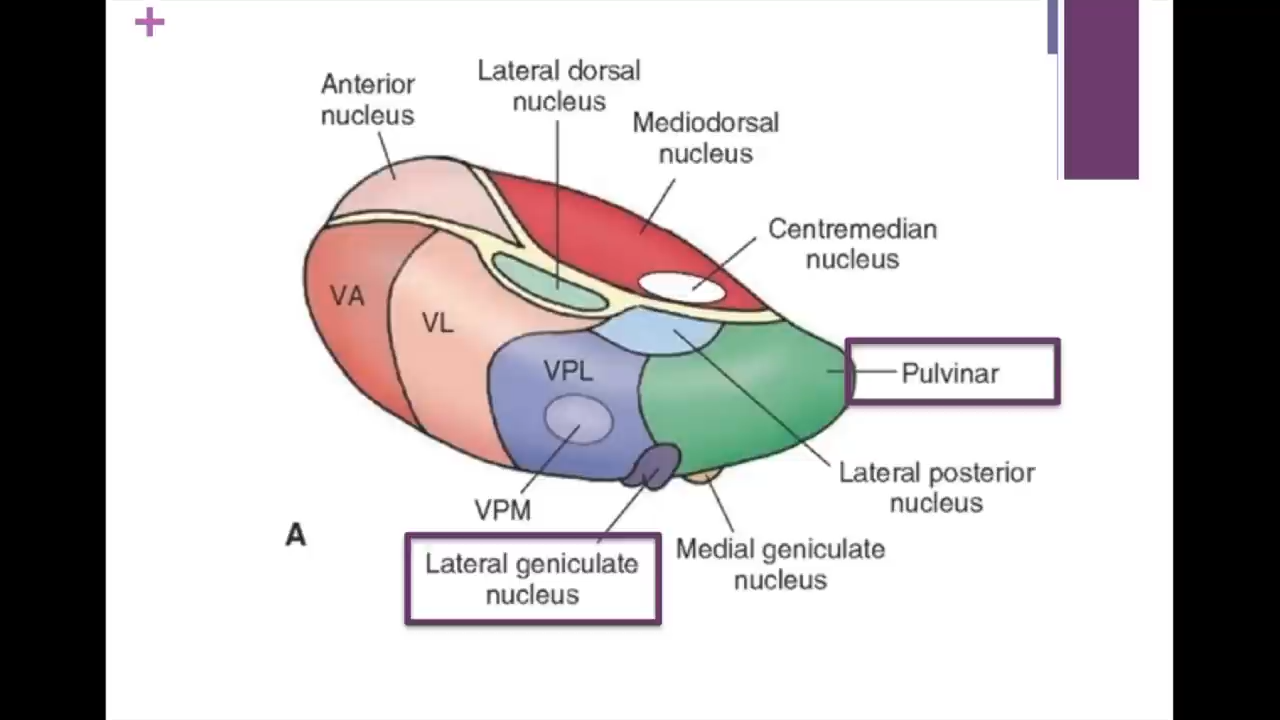 +
Lateral dorsal
nucleus
Anterior
nucleus
Mediodorsal
nucleus
Centremedian
nucleus
VA
VL
VPL
Pulvinar
Lateral posterior
nucleus
VPM
A
Lateral geniculate
nucleus
Medial geniculate
nucleus